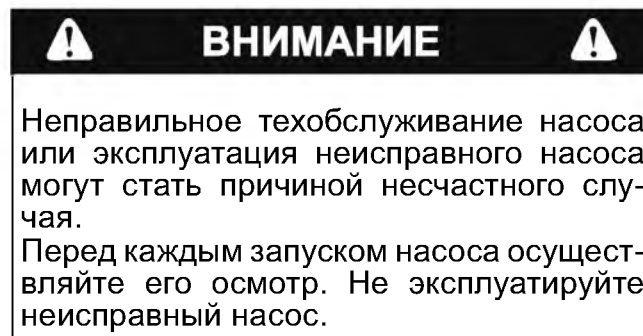 ВНИМАНИЕ
Неправильное техобслуживание насоса
или эксплуатация неисправного насоса
могут стать причиной несчастного слу-
чая.
Перед каждым запуском насоса осущест-
вляйте его осмотр. Не эксплуатируйте
неисправный насос.